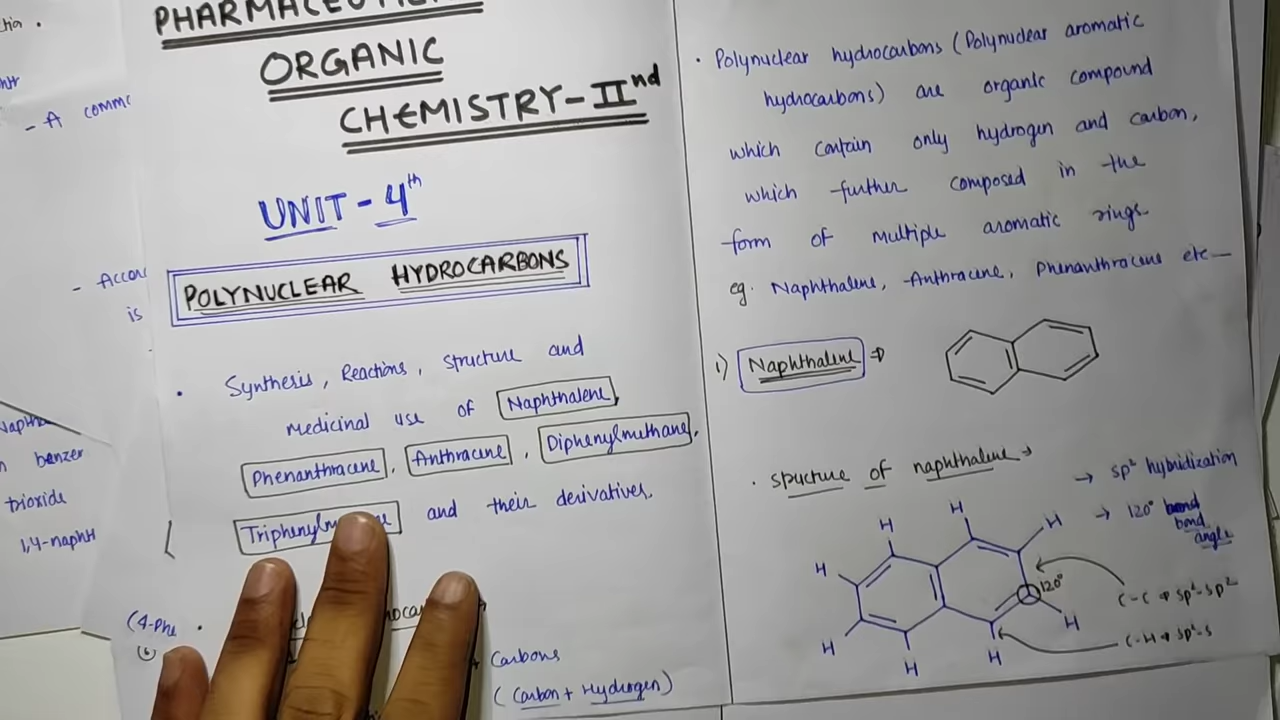 PHARMACEUTICAL
ORGANIC
CHEMISTRY-IInd
UNIT-4th
POLYNUCLEAR HYDROCARBONS
• Synthesis, Reactions, structure and
medicinal use of Naphthalene,
Phenanthracene, Anthracene, Diphenylmethane,
and their derivatives.
Carbons
(Carbon + Hydrogen)
• Polynuclear hydrocarbons (Polynuclear aromatic
hydrocarbons) are organic compound
which contain only hydrogen and carbon,
which further composed in the
form of multiple aromatic rings
eg. Naphthalene, Anthracene, Phenanthracene etc—
1) Naphthalene ⇒
• structure of naphthalene →
→ sp² hybridization
→ 120° bond
bond
angle
H
H
H
H
H
H
H
H
120°
C-C ⇒ sp²-sp²
C-H ⇒ sp²-s
- A comm
- Accor
is
benzer
trioxide
1,4-naphth
(4-Phe